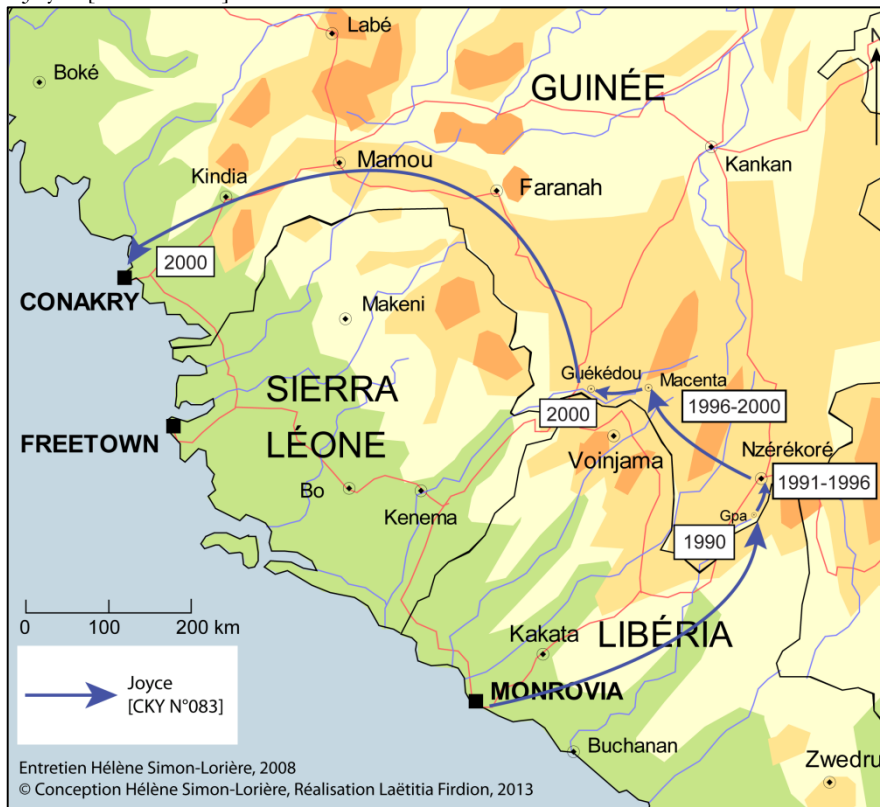 Labé
Boké
N
GUINÉE
Kankan
Mamou
Kindia
Faranah
2000
CONAKRY
Makeni
SIERRA
LÉONE
Guékédou
Macenta
2000
1996-2000
FREETOWN
Voinjama
Nzérékoré
1991-1996
Bo
Kenema
Gpa
1990
0 100 200 km
Kakata
LIBÉRIA
Joyce
[CKY N°083]
MONROVIA
Buchanan
Zwedru
Entretien Hélène Simon-Lorière, 2008
© Conception Hélène Simon-Lorière, Réalisation Laëtitia Firdion, 2013